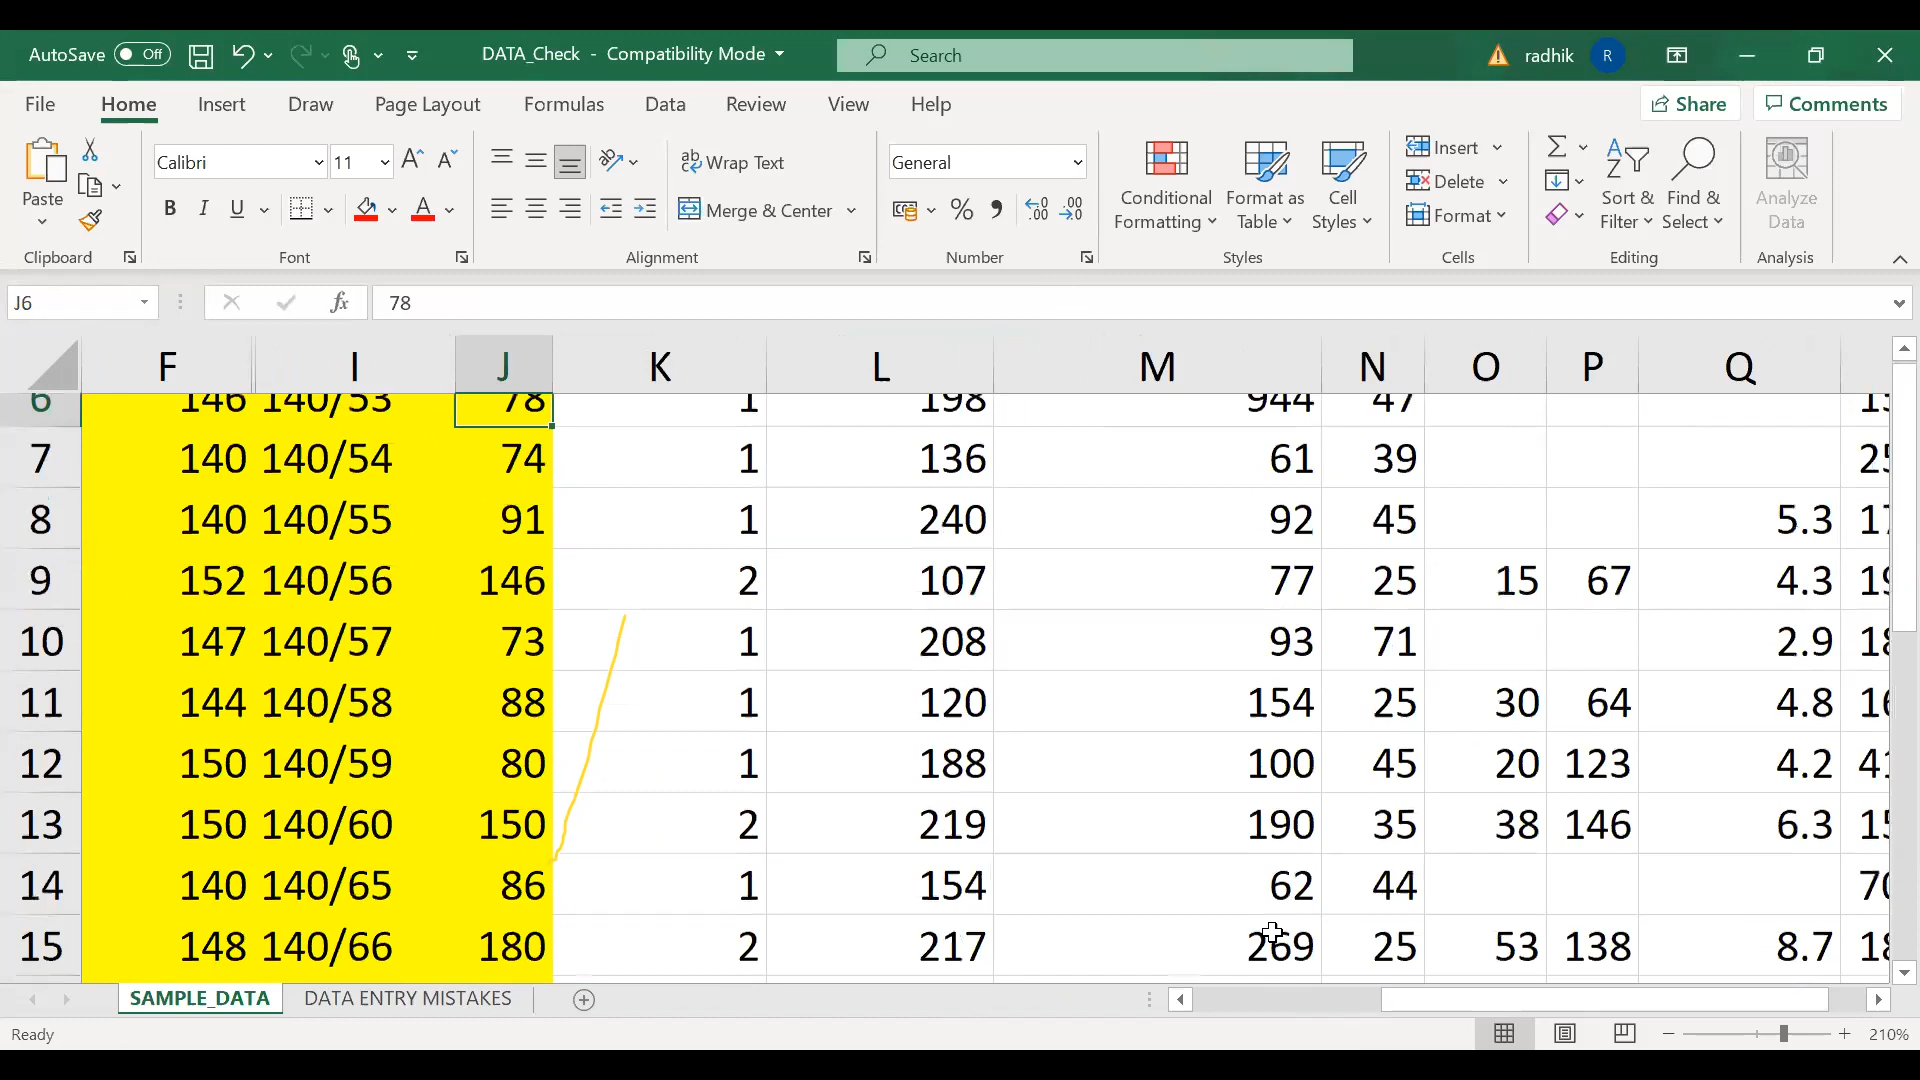 AutoSave Off DATA_Check - Compatibility Mode Search radhik R
File Home Insert Draw Page Layout Formulas Data Review View Help Share Comments
Paste
Clipboard
Calibri 11
B I U
Font
Wrap Text
Merge & Center
Alignment
General
Number
Conditional Formatting
Format as Table
Cell Styles
Styles
Insert
Delete
Format
Cells
Sort & Filter
Find & Select
Editing
Analyze Data
Analysis
J6 fx 78
F I J K L M N O P Q
6 146 140/53 78 1 198 944 47
7 140 140/54 74 1 136 61 39
8 140 140/55 91 1 240 92 45 5.3
9 152 140/56 146 2 107 77 25 15 67 4.3
10 147 140/57 73 1 208 93 71 2.9
11 144 140/58 88 1 120 154 25 30 64 4.8
12 150 140/59 80 1 188 100 45 20 123 4.2
13 150 140/60 150 2 219 190 35 38 146 6.3
14 140 140/65 86 1 154 62 44
15 148 140/66 180 2 217 269 25 53 138 8.7
SAMPLE_DATA DATA ENTRY MISTAKES
Ready 210%